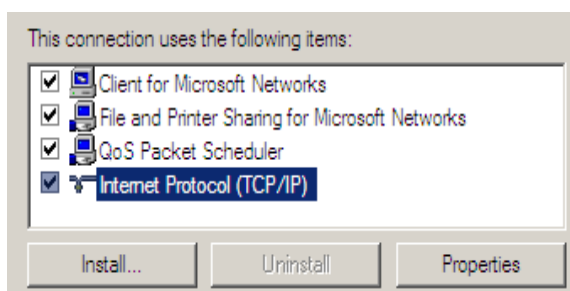 This connection uses the following items:
Client for Microsoft Networks
File and Printer Sharing for Microsoft Networks
QoS Packet Scheduler
Internet Protocol (TCP/IP)
Install... Uninstall Properties